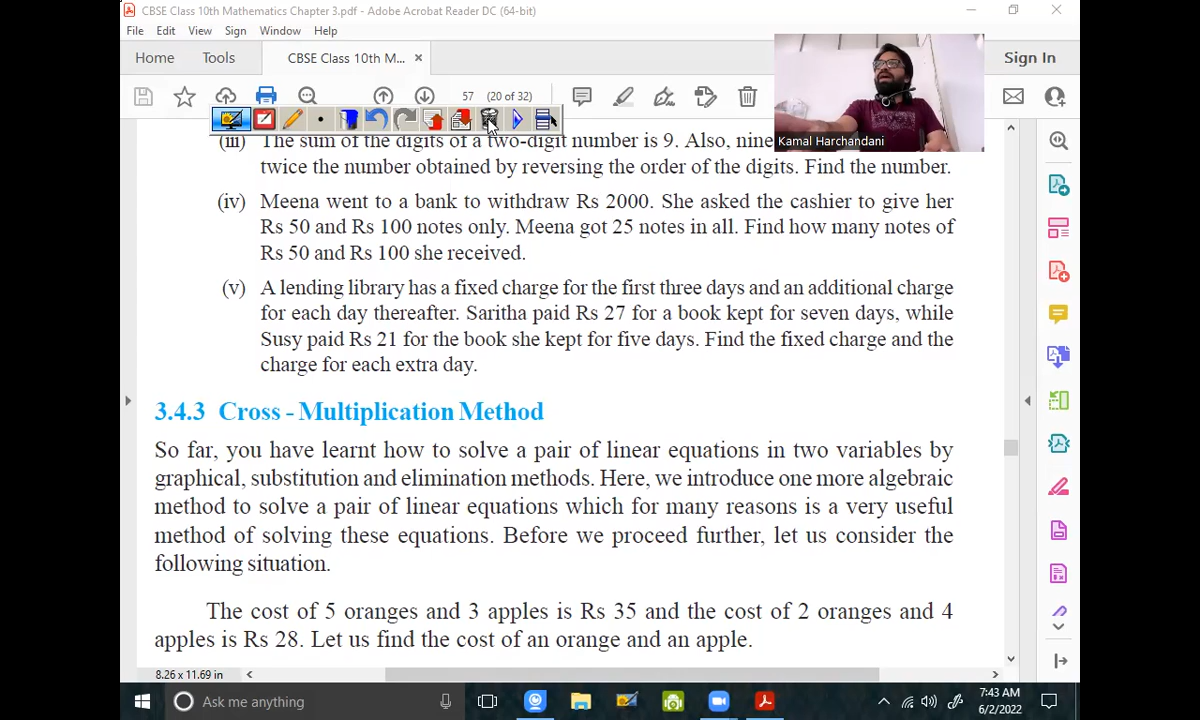 CBSE Class 10th Mathematics Chapter 3.pdf - Adobe Acrobat Reader DC (64-bit)
File Edit View Sign Window Help
Home Tools CBSE Class 10th M... × Sign In
57 (20 of 32)
Kamal Harchandani
(iii) The sum of the digits of a two-digit number is 9. Also, nine
twice the number obtained by reversing the order of the digits. Find the number.
(iv) Meena went to a bank to withdraw Rs 2000. She asked the cashier to give her
Rs 50 and Rs 100 notes only. Meena got 25 notes in all. Find how many notes of
Rs 50 and Rs 100 she received.
(v) A lending library has a fixed charge for the first three days and an additional charge
for each day thereafter. Saritha paid Rs 27 for a book kept for seven days, while
Susy paid Rs 21 for the book she kept for five days. Find the fixed charge and the
charge for each extra day.
3.4.3 Cross - Multiplication Method
So far, you have learnt how to solve a pair of linear equations in two variables by
graphical, substitution and elimination methods. Here, we introduce one more algebraic
method to solve a pair of linear equations which for many reasons is a very useful
method of solving these equations. Before we proceed further, let us consider the
following situation.
The cost of 5 oranges and 3 apples is Rs 35 and the cost of 2 oranges and 4
apples is Rs 28. Let us find the cost of an orange and an apple.
8.26 x 11.69 in
Ask me anything
7:43 AM
6/2/2022